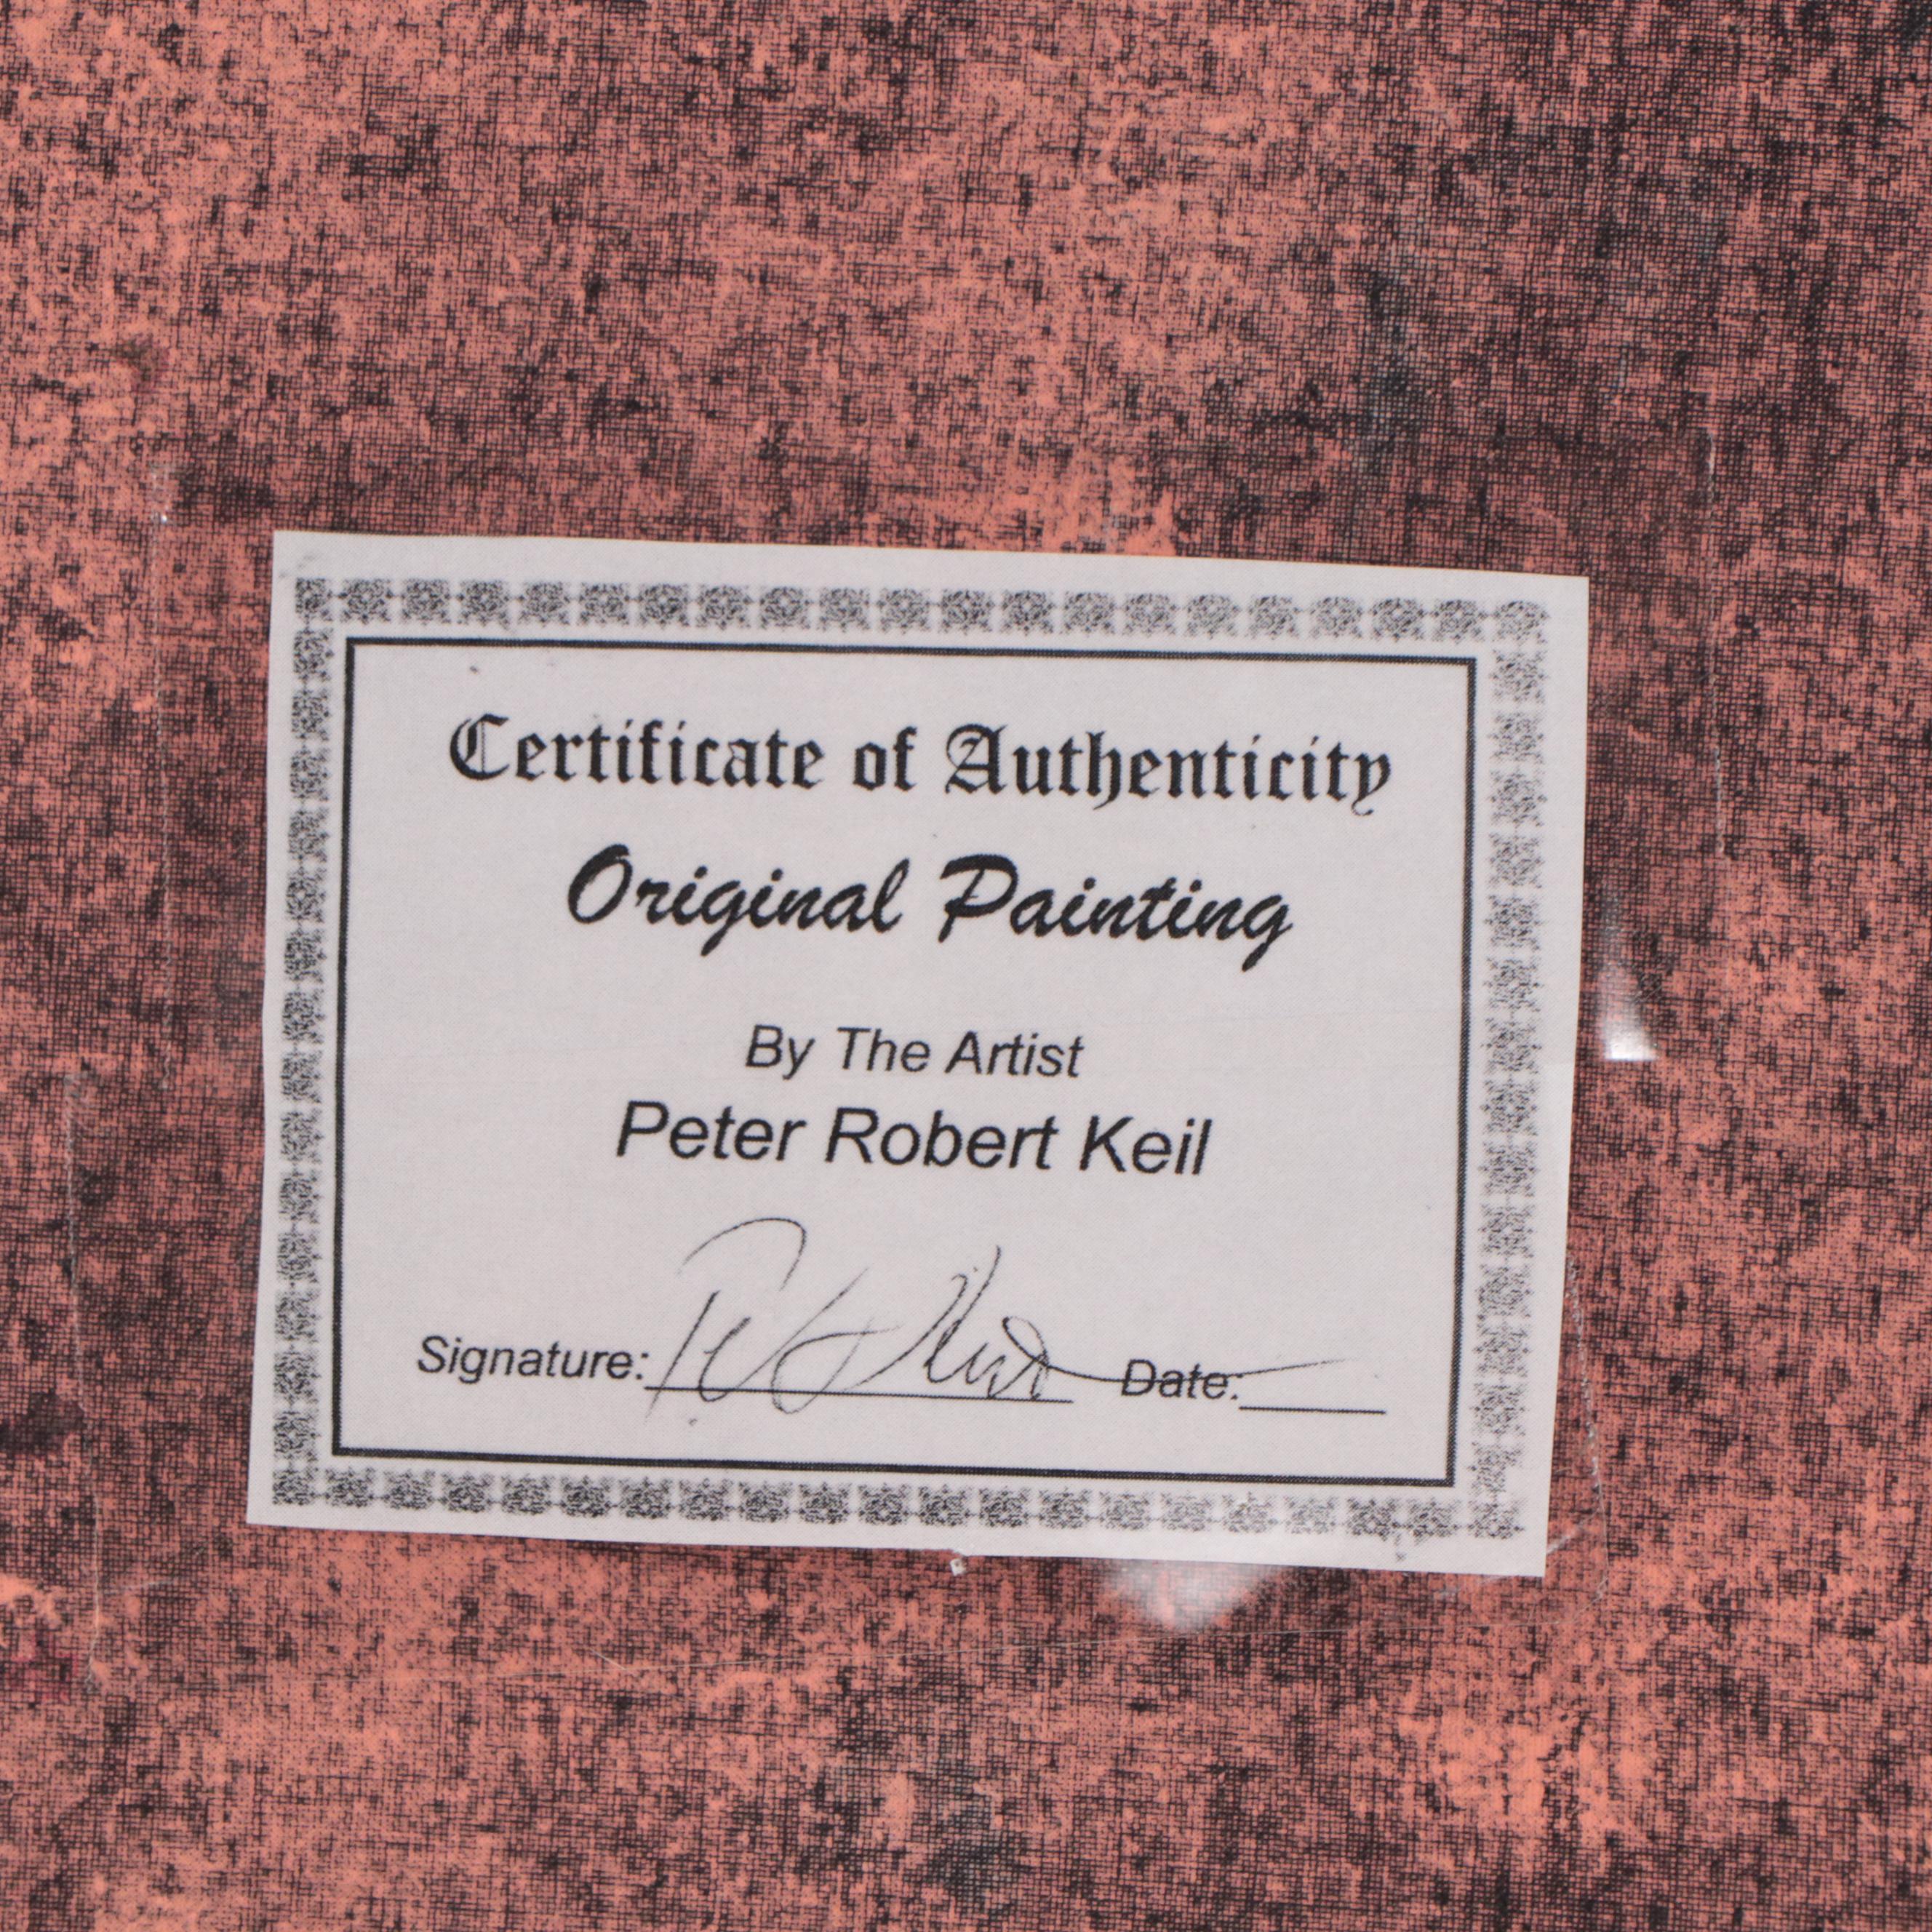 Certificate of Authenticity
Original Painting
By The Artist
Peter Robert Keil
Signature: Date: